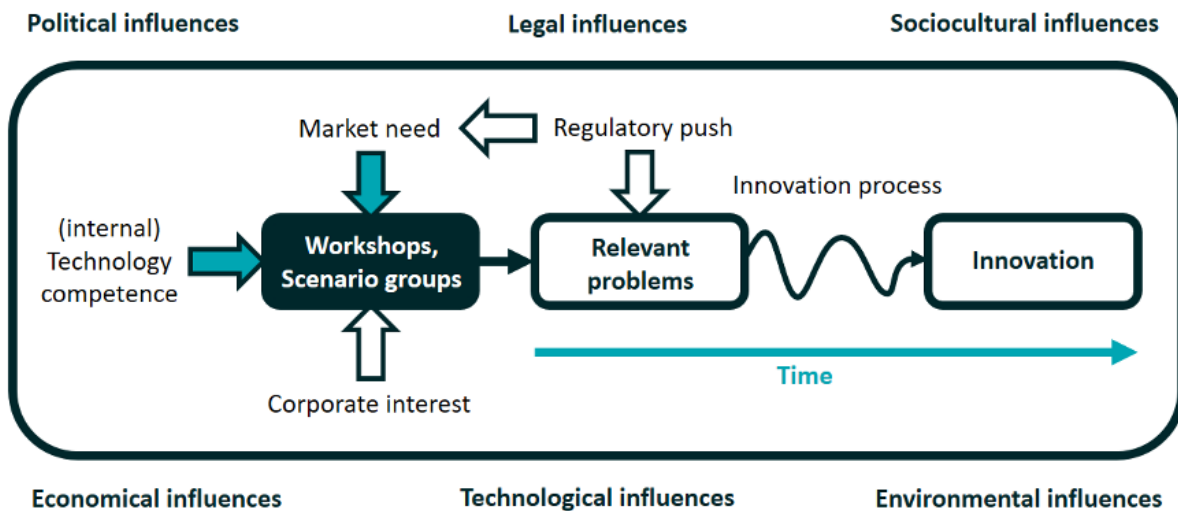 Political influences
Legal influences
Sociocultural influences
Market need
Regulatory push
Innovation process
(internal)
Technology
competence
Workshops,
Scenario groups
Relevant
problems
Innovation
Time
Corporate interest
Economical influences
Technological influences
Environmental influences